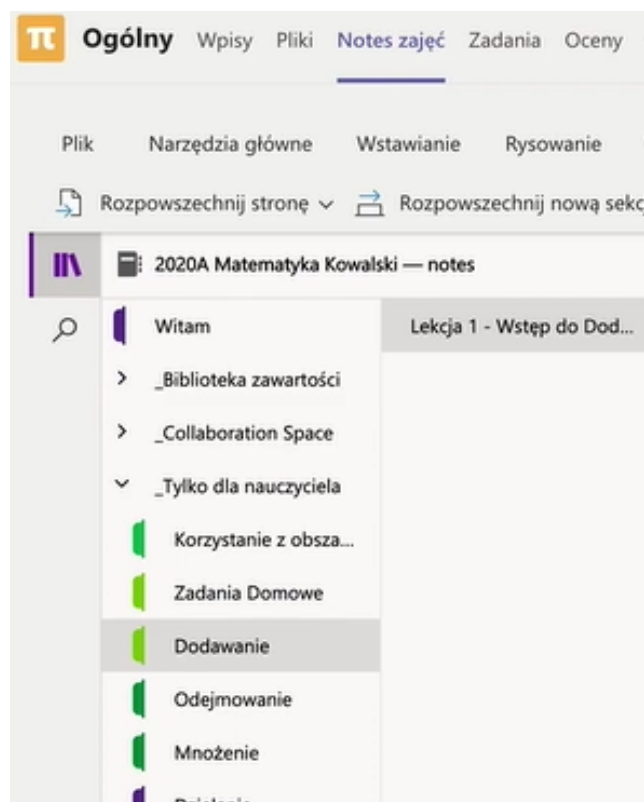 π Ogólny Wpisy Pliki Notes zajęć Zadania Oceny
Plik Narzędzia główne Wstawianie Rysowanie
Rozpowszechnij stronę Rozpowszechnij nową sekc
2020A Matematyka Kowalski — notes
Witam Lekcja 1 - Wstęp do Dod...
_Biblioteka zawartości
_Collaboration Space
_Tylko dla nauczyciela
Korzystanie z obsza...
Zadania Domowe
Dodawanie
Odejmowanie
Mnożenie